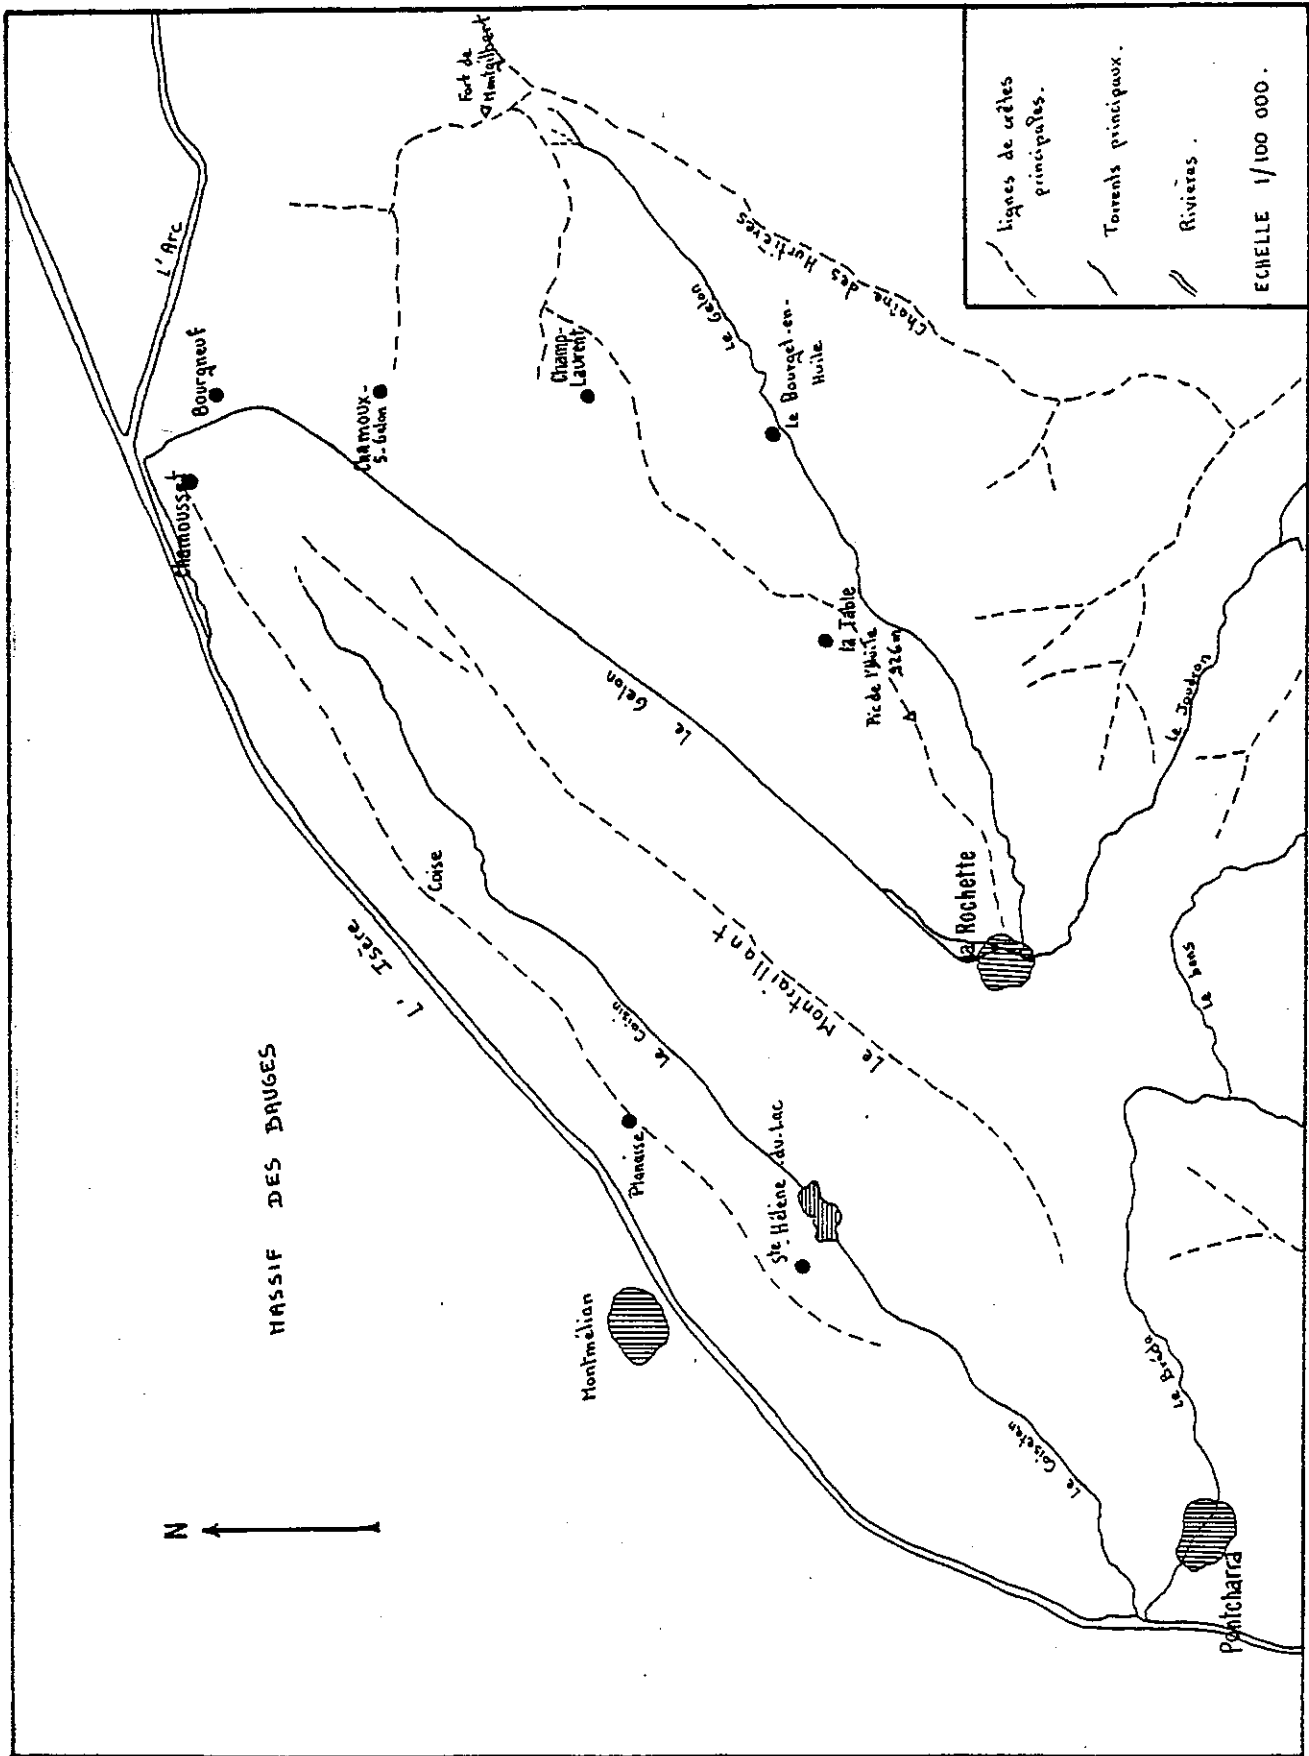 N
MASSIF DES BAUGES
L'Isère
L'Arc
Fort de
Montgilbert
Bourgneuf
Chamousset
Chamoux-
S-Gelon
Champ-
Laurent
Le Gelon
Chaîne des Hurtières
Le Bourget-en-
Huile
la Table
Pic de l'Huile
926m
Le Gelon
Coise
Le Coisin
Le Montraillant
Planaise
Montmélian
Ste. Hélène-du-Lac
La Rochette
Le Joudron
Le bens
Le Bréda
Le Coisetan
Pontcharra
lignes de crêtes
principales.
Torrents principaux.
Rivières.
ECHELLE 1/100 000.